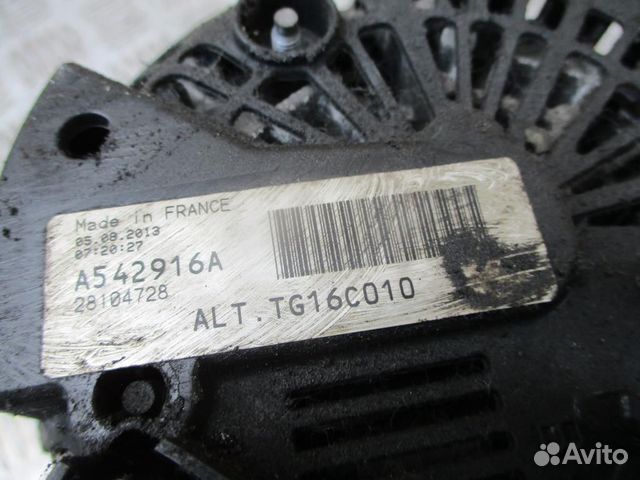 Made in FRANCE
05.09.2013
07:20:27
A542916A
28104728
ALT.TG16C010
Avito